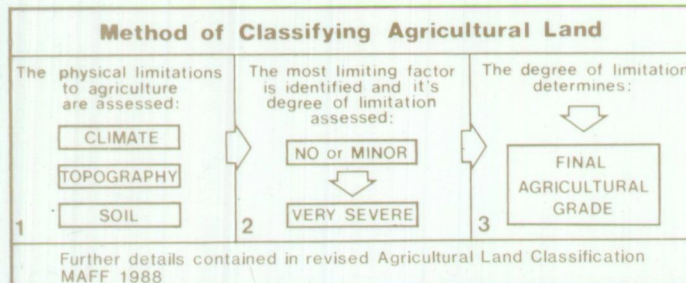 Method of Classifying Agricultural Land
The physical limitations
to agriculture
are assessed:
CLIMATE
TOPOGRAPHY
SOIL
1
The most limiting factor
is identified and it's
degree of limitation
assessed:
NO or MINOR
VERY SEVERE
2
The degree of limitation
determines:
FINAL
AGRICULTURAL
GRADE
3
Further details contained in revised Agricultural Land Classification
MAFF 1988